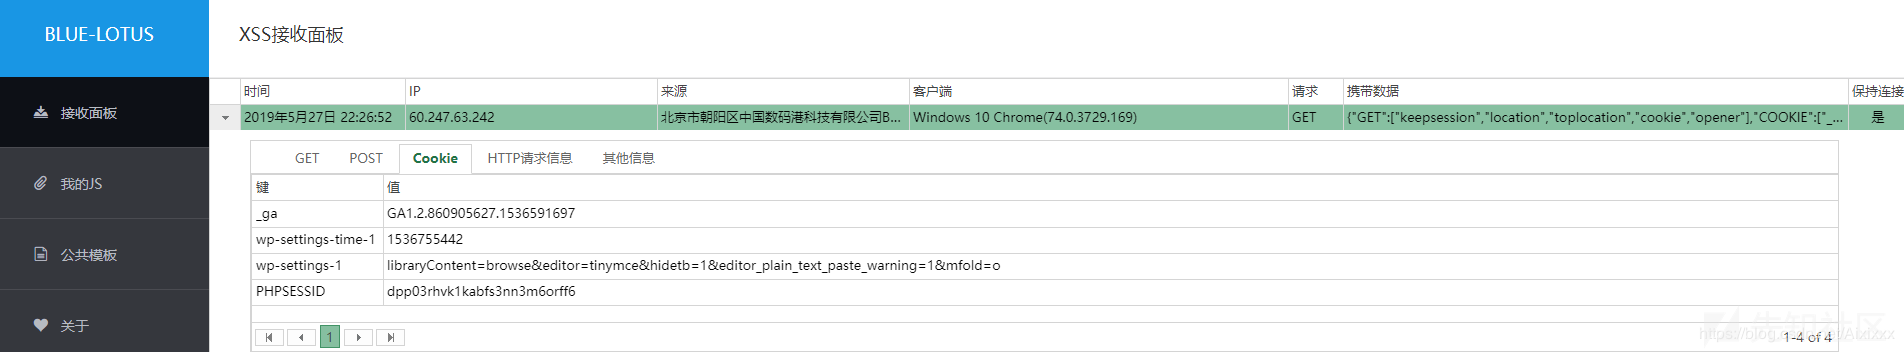 BLUE-LOTUS
XSS接收面板
接收面板
我的JS
公共模板
关于
时间 IP 来源 客户端 请求 携带数据 保持连接
2019年5月27日 22:26:52 60.247.63.242 北京市朝阳区中国数码港科技有限公司B... Windows 10 Chrome(74.0.3729.169) GET {"GET":["keepsession","location","toplocation","cookie","opener"],"COOKIE":["_... 是
GET POST Cookie HTTP请求信息 其他信息
键 值
_ga GA1.2.860905627.1536591697
wp-settings-time-1 1536755442
wp-settings-1 libraryContent=browse&editor=tinymce&hidetb=1&editor_plain_text_paste_warning=1&mfold=o
PHPSESSID dpp03rhvk1kabfs3nn3m6orff6
1
1-4 of 4
先知社区